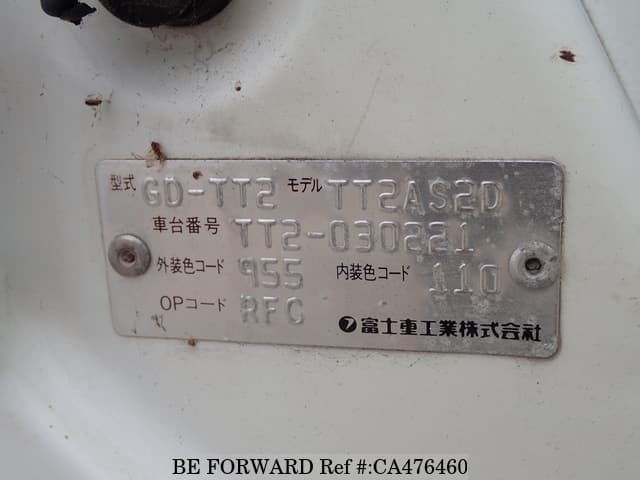 型式 GD-TT2 モデル TT2AS2D
車台番号 TT2-030221
外装色コード 955 内装色コード 110
OPコード RFC
富士重工業株式会社
BE FORWARD Ref #:CA476460